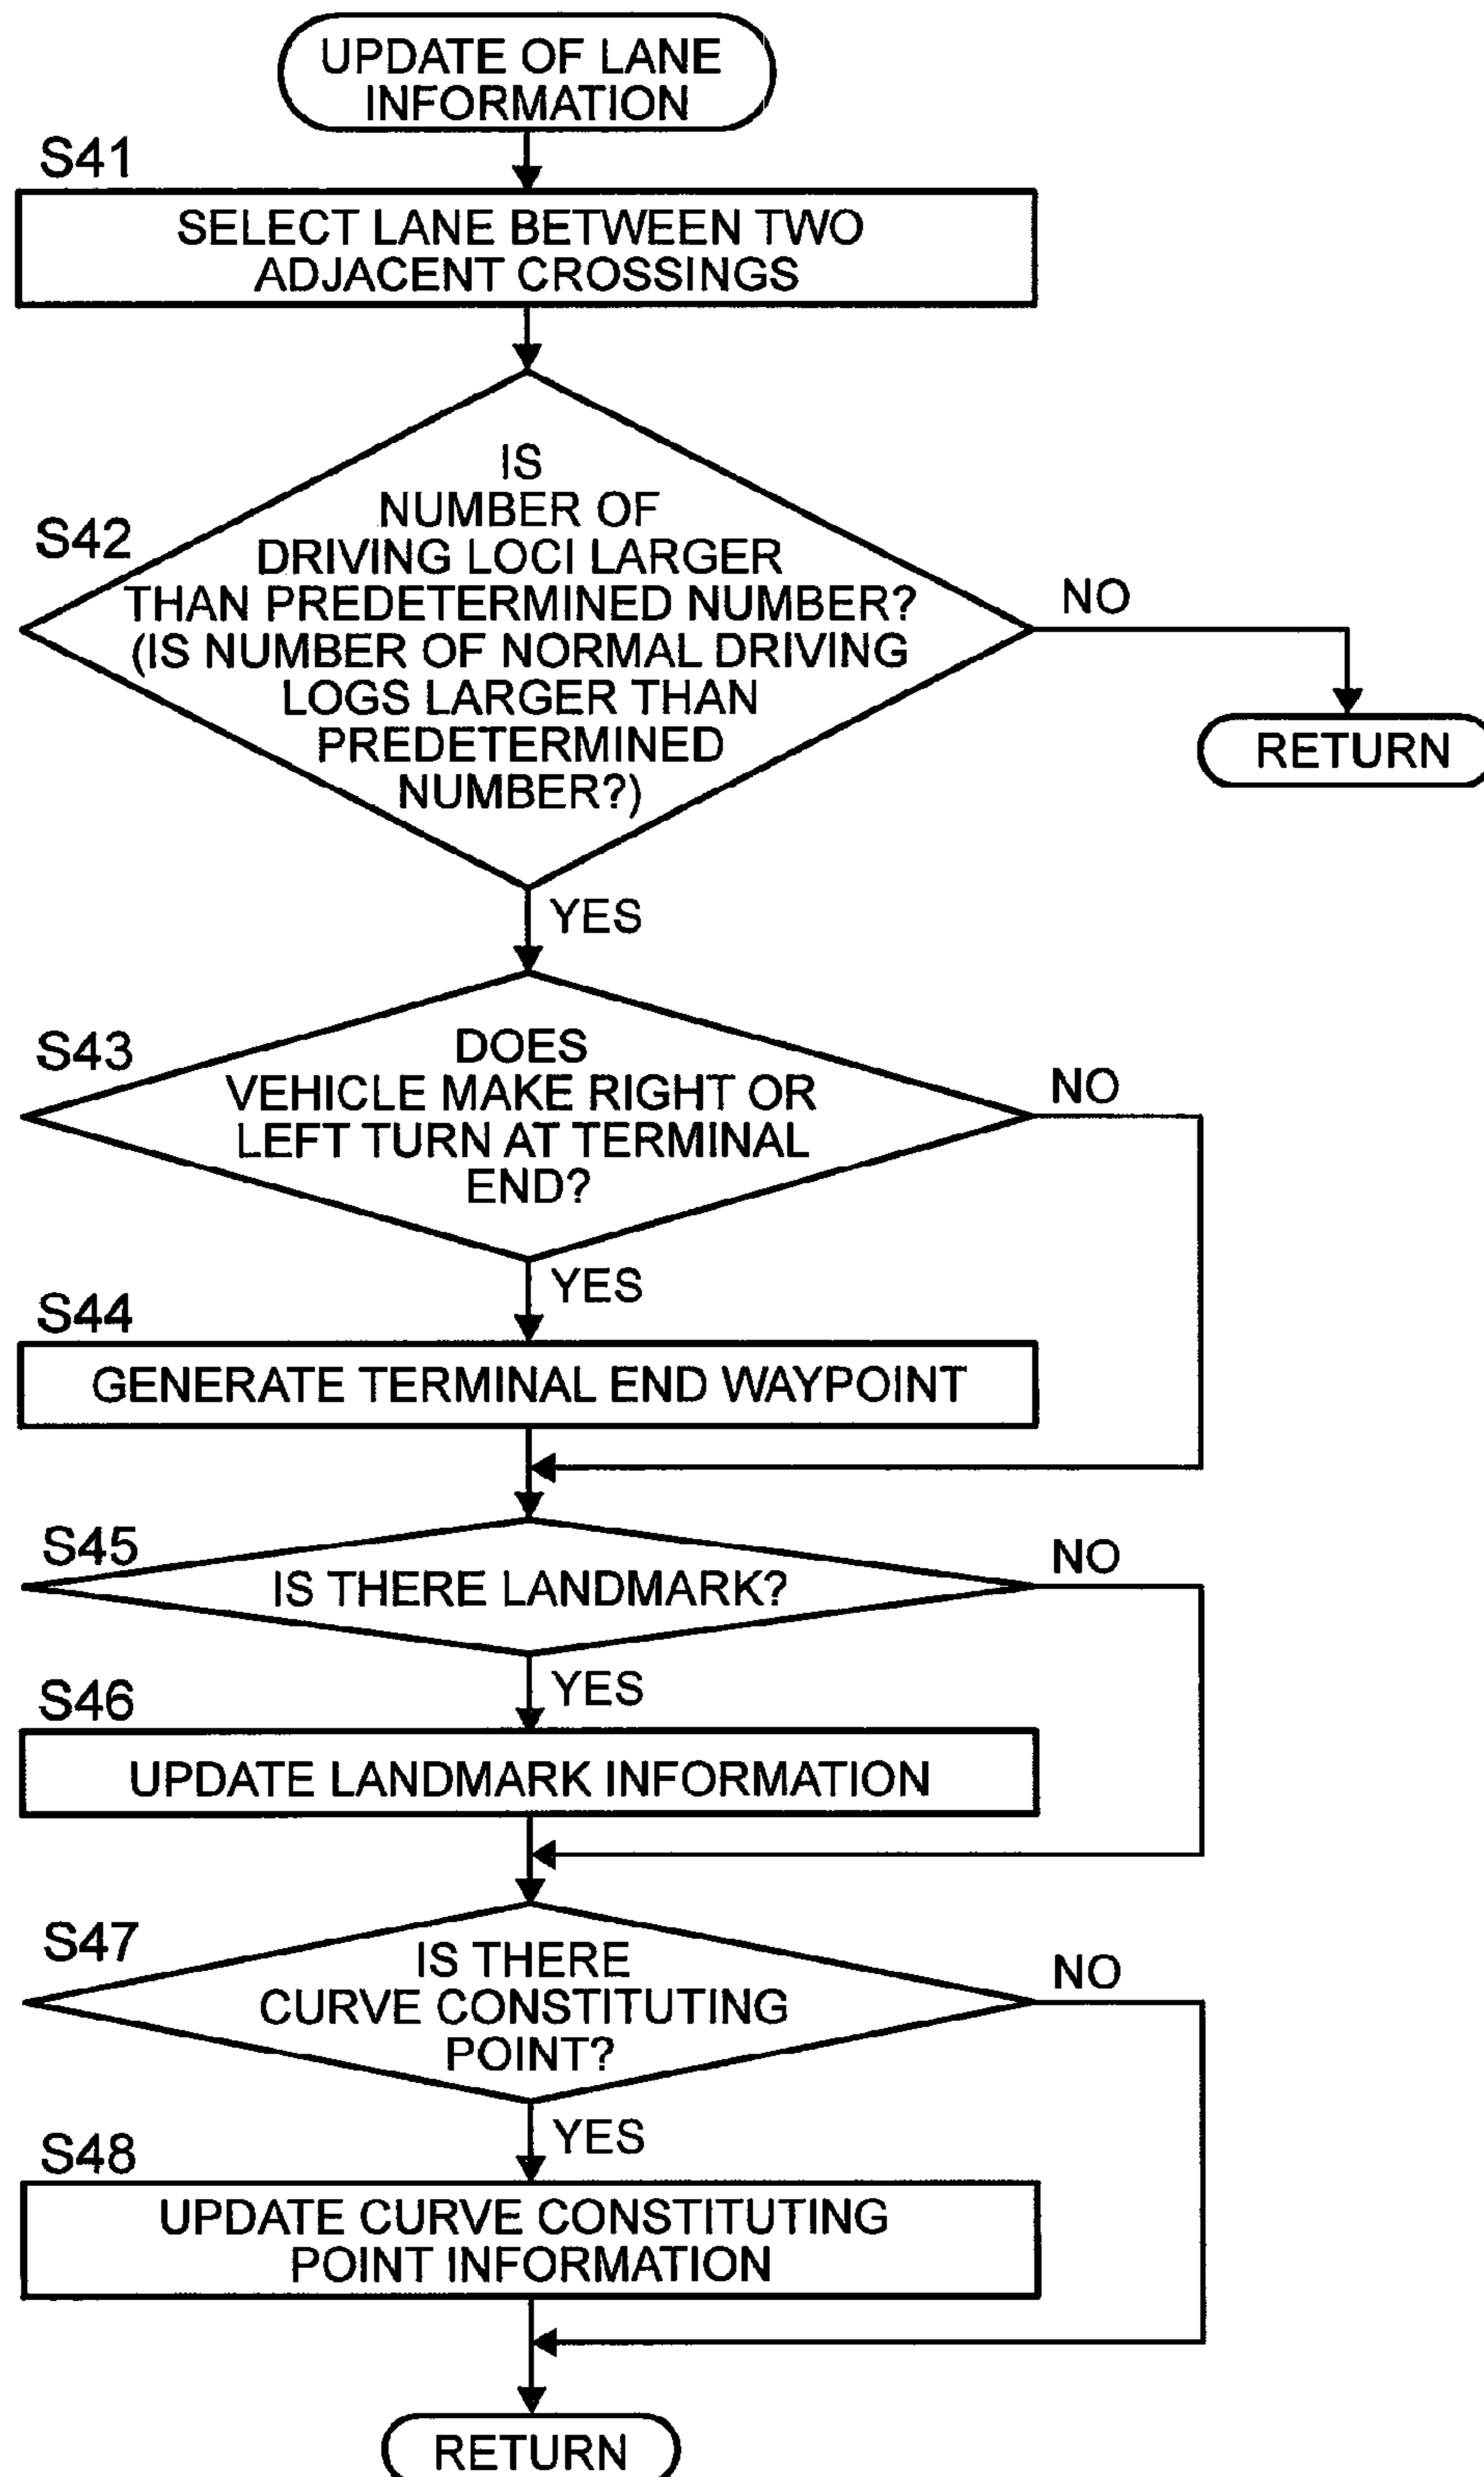 UPDATE OF LANE
INFORMATION
S41
SELECT LANE BETWEEN TWO
ADJACENT CROSSINGS
S42
IS
NUMBER OF
DRIVING LOCI LARGER
THAN PREDETERMINED NUMBER?
(IS NUMBER OF NORMAL DRIVING
LOGS LARGER THAN
PREDETERMINED
NUMBER?)
NO
RETURN
YES
S43
DOES
VEHICLE MAKE RIGHT OR
LEFT TURN AT TERMINAL
END?
NO
YES
S44
GENERATE TERMINAL END WAYPOINT
S45
IS THERE LANDMARK?
NO
YES
S46
UPDATE LANDMARK INFORMATION
S47
IS THERE
CURVE CONSTITUTING
POINT?
NO
YES
S48
UPDATE CURVE CONSTITUTING
POINT INFORMATION
RETURN